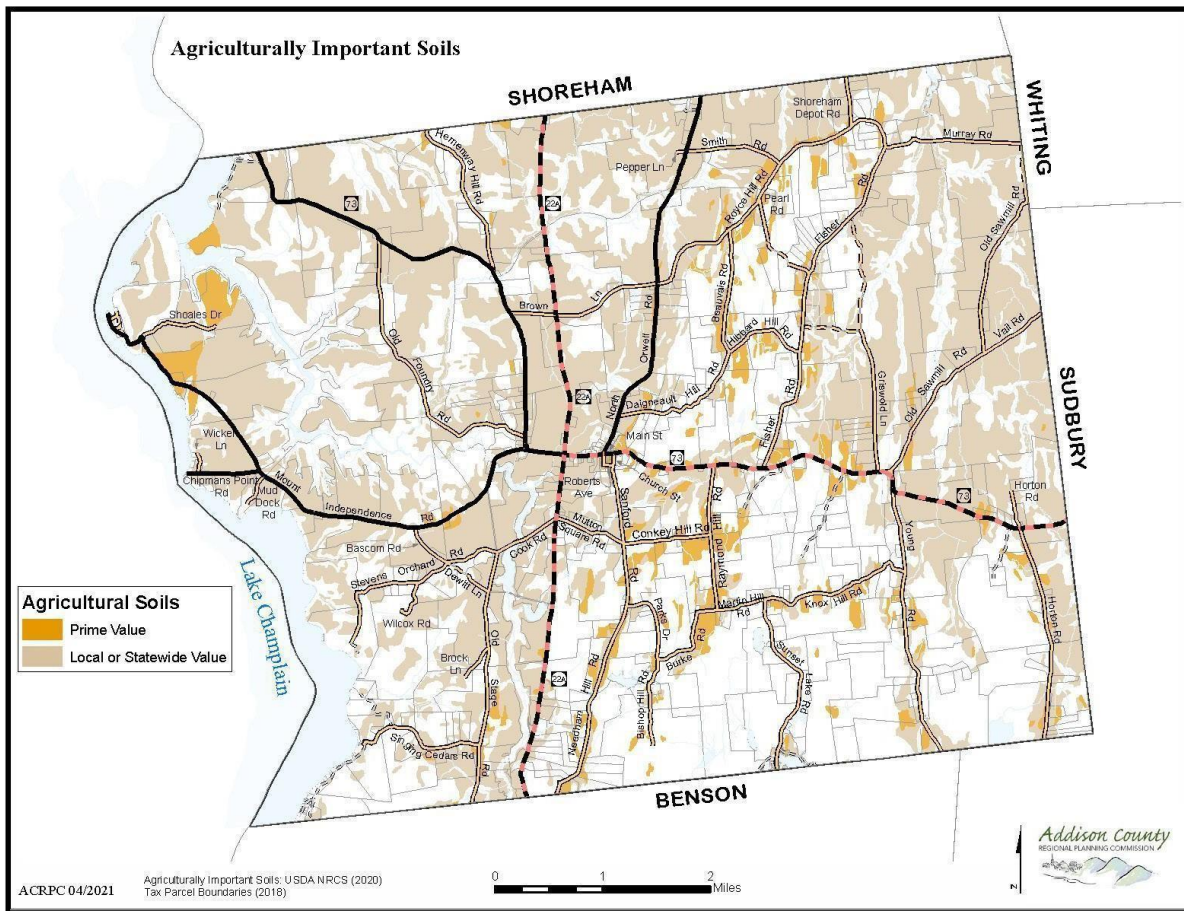 Agriculturally Important Soils
SHOREHAM
WHITING
SUDBURY
BENSON
Lake Champlain
Hemenway Hill Rd
73
22A
Shoreham
Depot Rd
Smith Rd
Pepper Ln
Murray Rd
Royce Hill Rd
Pearl
Rd
Fisher Rd
Old Sawmill Rd
Shoales Dr
Brown Ln
Beauvais Rd
Old Foundry Rd
North Orwell Rd
Hibbard Hill Rd
Vail Rd
22A
Daigneault Hill Rd
Fisher Rd
Griswold Ln
Old Sawmill Rd
Wicker
Ln
Main St
73
Chipmans Point
Rd
Mud
Dock
Rd
Mount Independence Rd
Roberts
Ave
Church St
Sanford Rd
Horton
Rd
73
Bascom Rd
Cook Rd
Mutton
Square Rd
Conkey Hill Rd
Raymond Hill Rd
Young Rd
Stevens Orchard Rd
Dewitt Ln
Wilcox Rd
Parks Dr
Martin Hill
Rd
Knox Hill Rd
Horton Rd
Brock
Ln
Old Stage Rd
Burke Rd
Sunset Lake Rd
22A
Needham Hill Rd
Bishop Hill Rd
Singing Cedars Rd
Agricultural Soils
Prime Value
Local or Statewide Value
ACRPC 04/2021
Agriculturally Important Soils: USDA NRCS (2020)
Tax Parcel Boundaries (2018)
0 1 2
Miles
N
Addison County
REGIONAL PLANNING COMMISSION